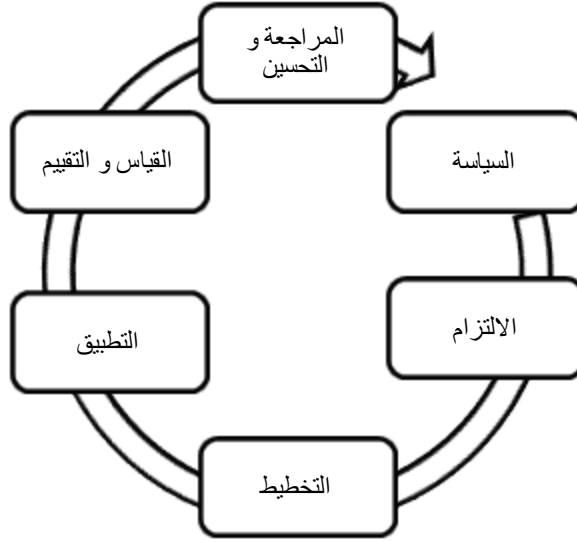 المراجعة و
التحسين
السياسة
القياس و التقييم
الالتزام
التطبيق
التخطيط